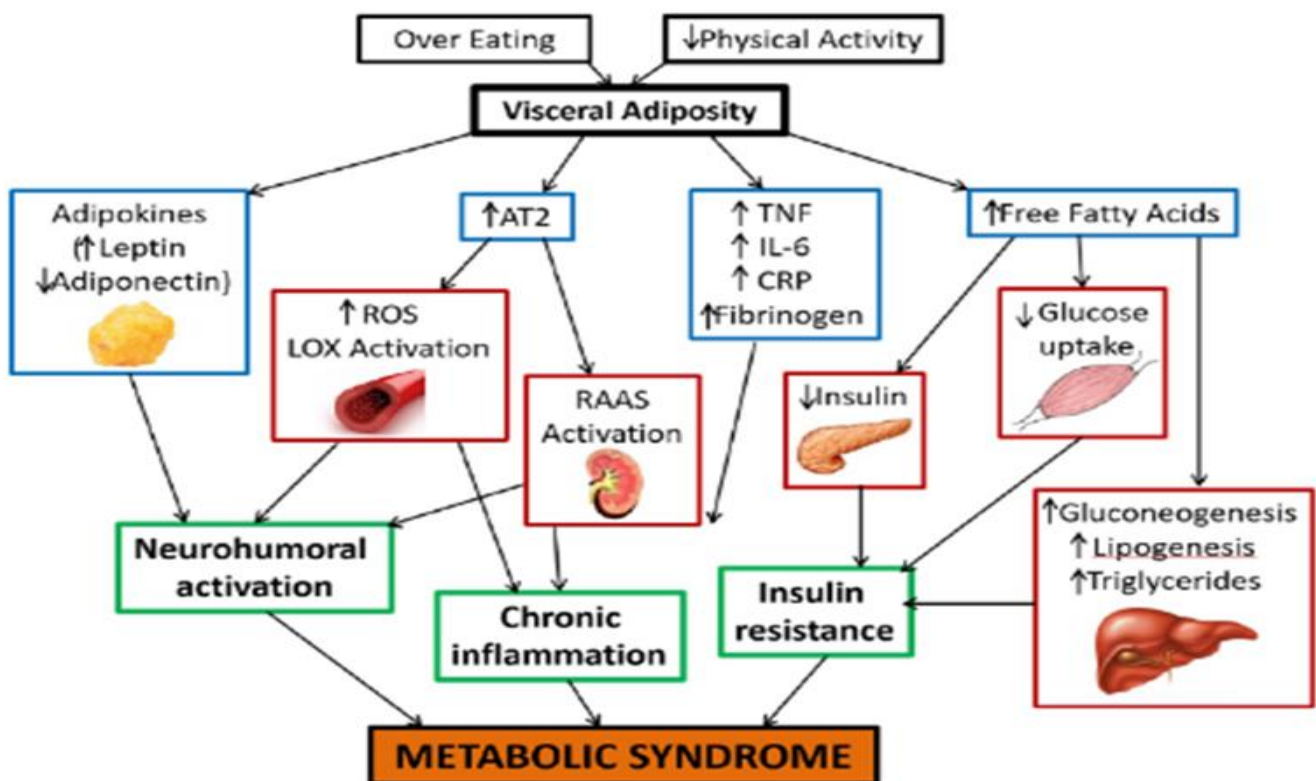 Over Eating
↓Physical Activity
Visceral Adiposity
Adipokines
(↑Leptin
↓Adiponectin)
↑AT2
↑ TNF
↑ IL-6
↑ CRP
↑Fibrinogen
↑Free Fatty Acids
↑ ROS
LOX Activation
RAAS
Activation
↓Insulin
↓ Glucose
uptake
↑Gluconeogenesis
↑ Lipogenesis
↑Triglycerides
Neurohumoral
activation
Chronic
inflammation
Insulin
resistance
METABOLIC SYNDROME